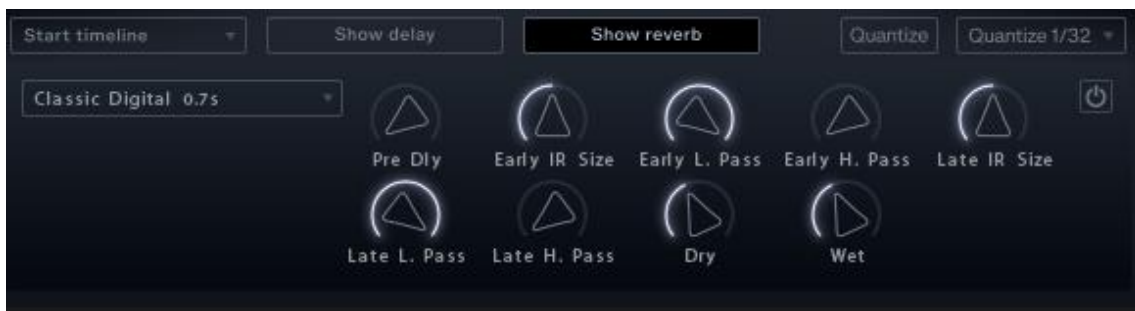 Start timeline
Show delay
Show reverb
Quantize
Quantize 1/32
Classic Digital 0.7s
Pre Dly
Early IR Size
Early L. Pass
Early H. Pass
Late IR Size
Late L. Pass
Late H. Pass
Dry
Wet